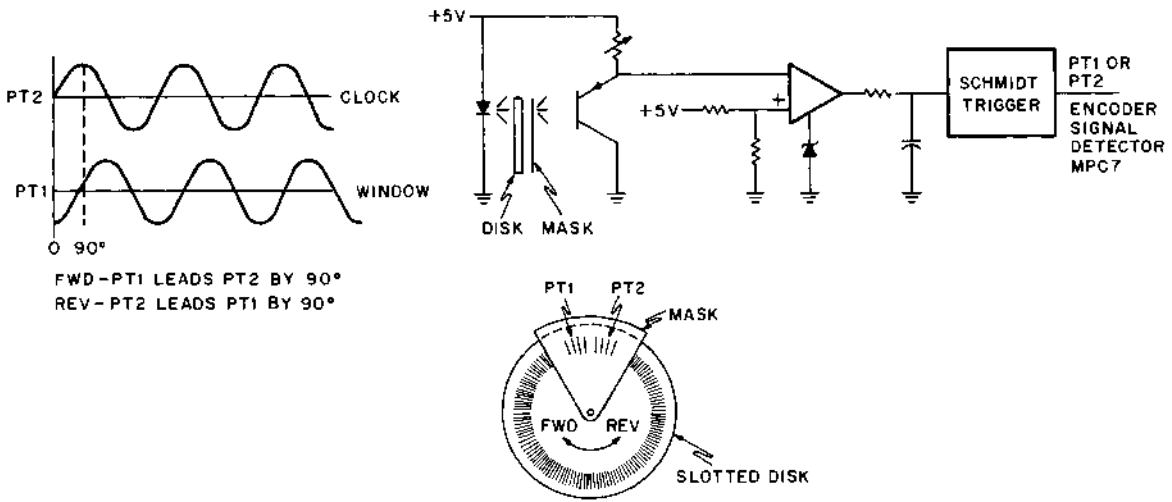 PT2
CLOCK
PT1
WINDOW
0 90°
FWD-PT1 LEADS PT2 BY 90°
REV-PT2 LEADS PT1 BY 90°
+5V
+5V
+
DISK MASK
SCHMIDT
TRIGGER
PT1 OR
PT2
ENCODER
SIGNAL
DETECTOR
MPC7
PT1 PT2
MASK
FWD REV
SLOTTED DISK